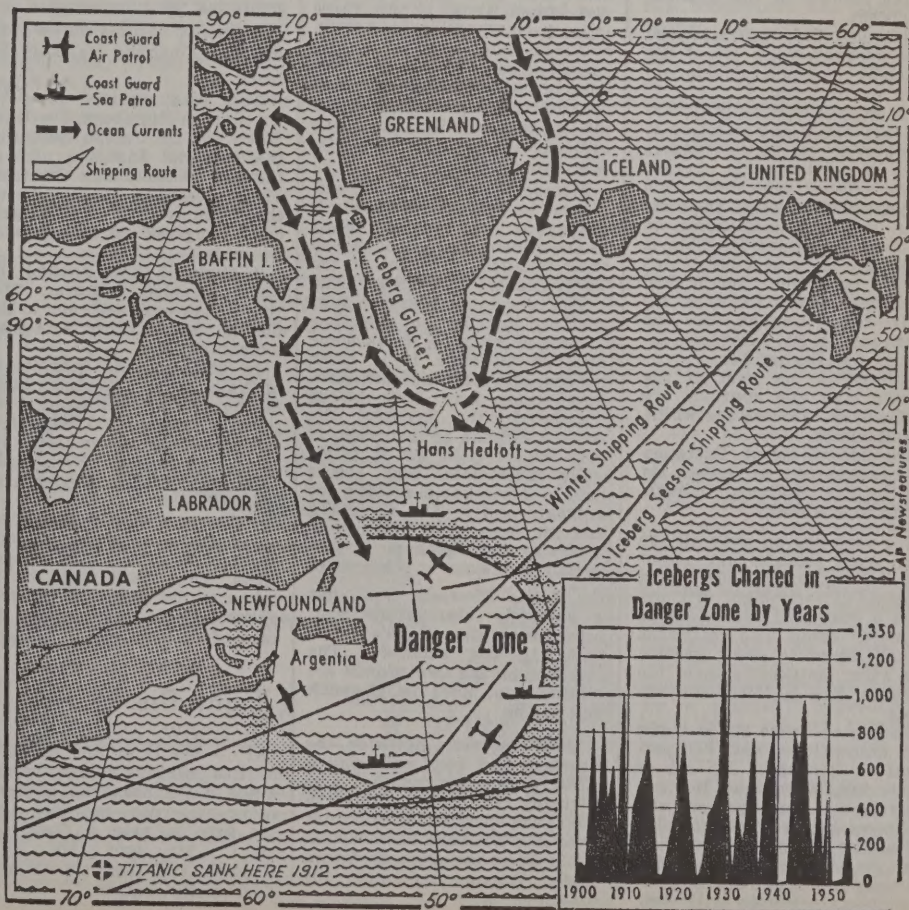 90°
70°
10°
0°
70°
10°
60°
Coast Guard
Air Patrol
Coast Guard
Sea Patrol
Ocean Currents
Shipping Route
GREENLAND
10°
ICELAND
UNITED KINGDOM
BAFFIN I.
Iceberg Glaciers
0°
60°
90°
50°
10°
Hans Hedtoft
Winter Shipping Route
Iceberg Season Shipping Route
AP Newsfeatures
LABRADOR
CANADA
NEWFOUNDLAND
Danger Zone
Argentia
Icebergs Charted in
Danger Zone by Years
1,350
1,200
1,000
800
600
400
200
0
1900 1910 1920 1930 1940 1950
TITANIC SANK HERE 1912
70°
60°
50°